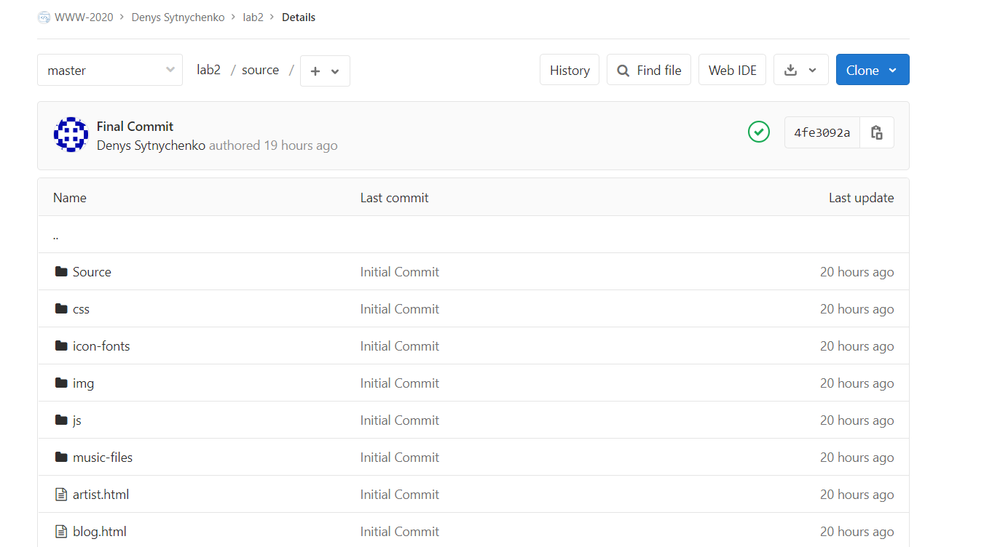 WWW-2020 > Denys Sytnychenko > lab2 > Details
master lab2 / source / + History Find file Web IDE Clone
Final Commit
Denys Sytnychenko authored 19 hours ago
4fe3092a
Name Last commit Last update
..
Source Initial Commit 20 hours ago
css Initial Commit 20 hours ago
icon-fonts Initial Commit 20 hours ago
img Initial Commit 20 hours ago
js Initial Commit 20 hours ago
music-files Initial Commit 20 hours ago
artist.html Initial Commit 20 hours ago
blog.html Initial Commit 20 hours ago